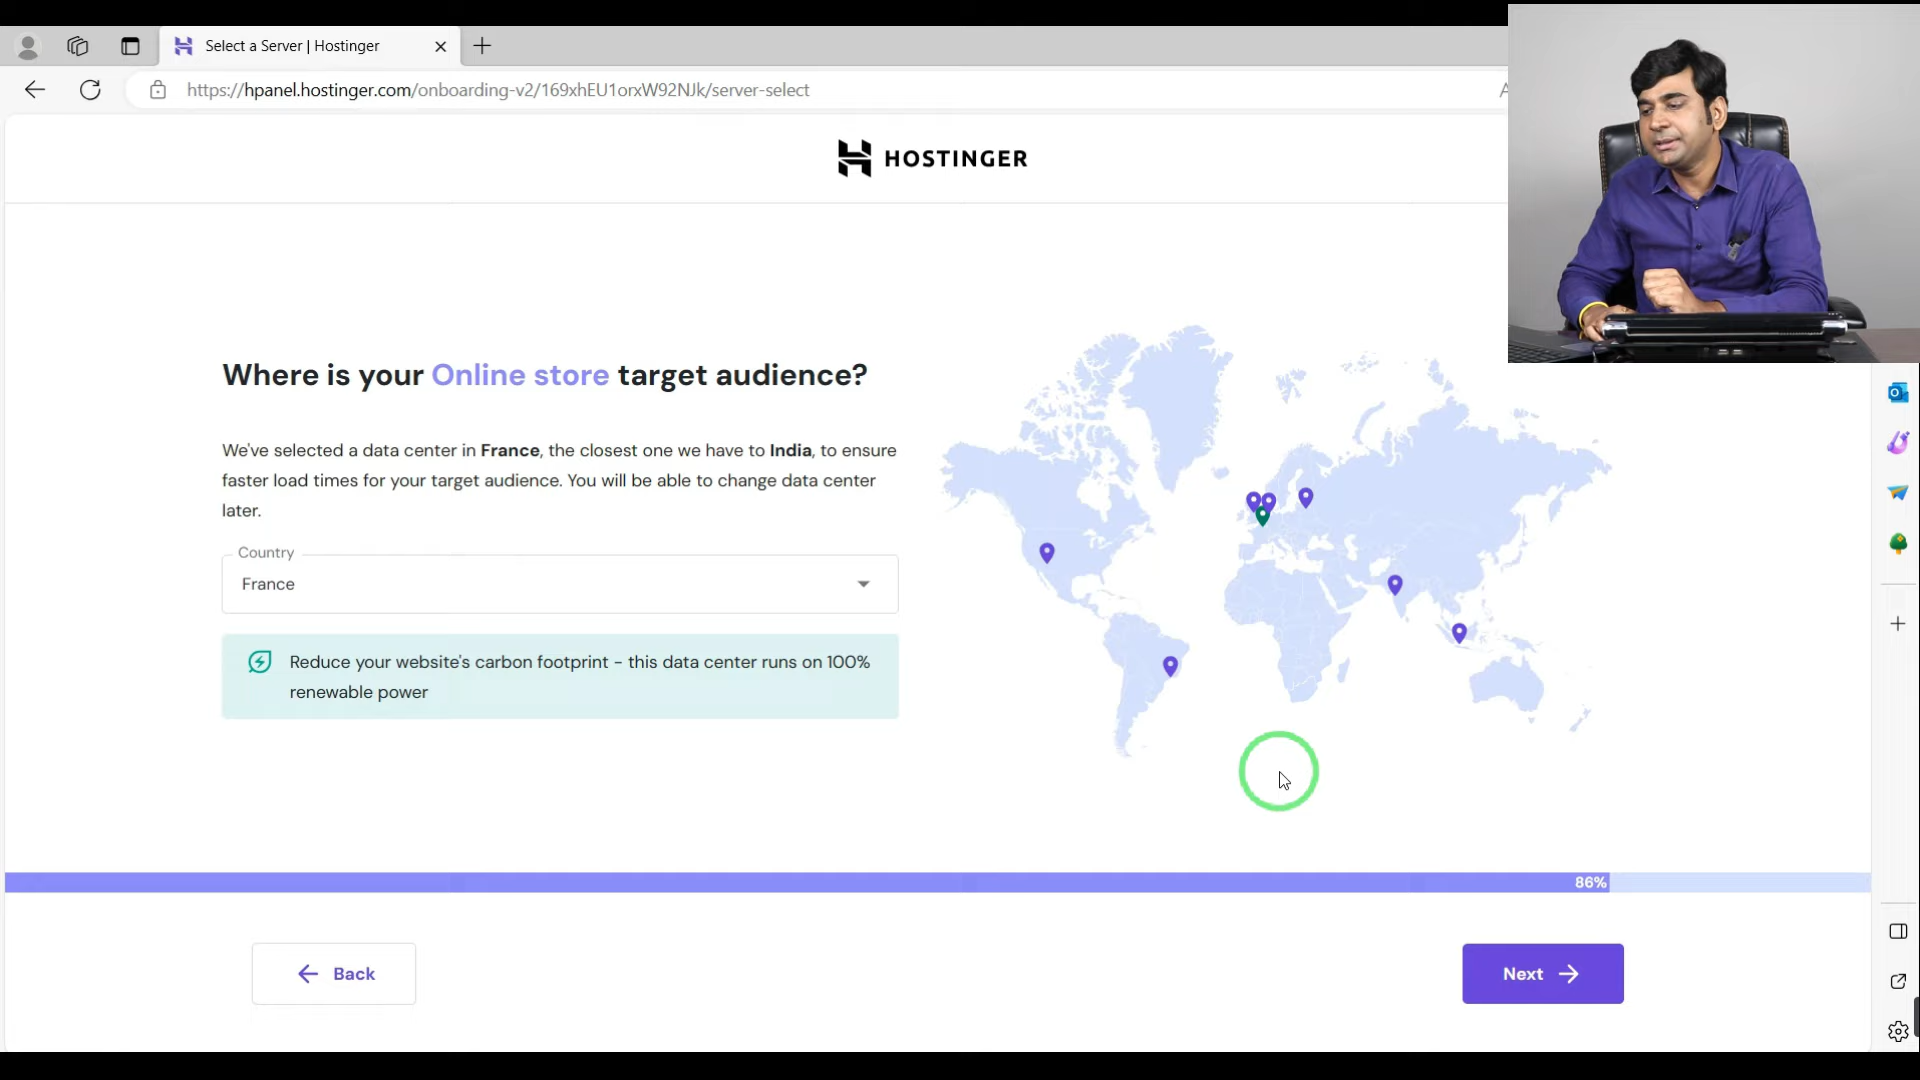 Select a Server | Hostinger
https://hpanel.hostinger.com/onboarding-v2/169xhEU1orxW92NJk/server-select
HOSTINGER
Where is your Online store target audience?
We've selected a data center in France, the closest one we have to India, to ensure
faster load times for your target audience. You will be able to change data center
later.
Country
France
Reduce your website's carbon footprint - this data center runs on 100%
renewable power
86%
Back
Next